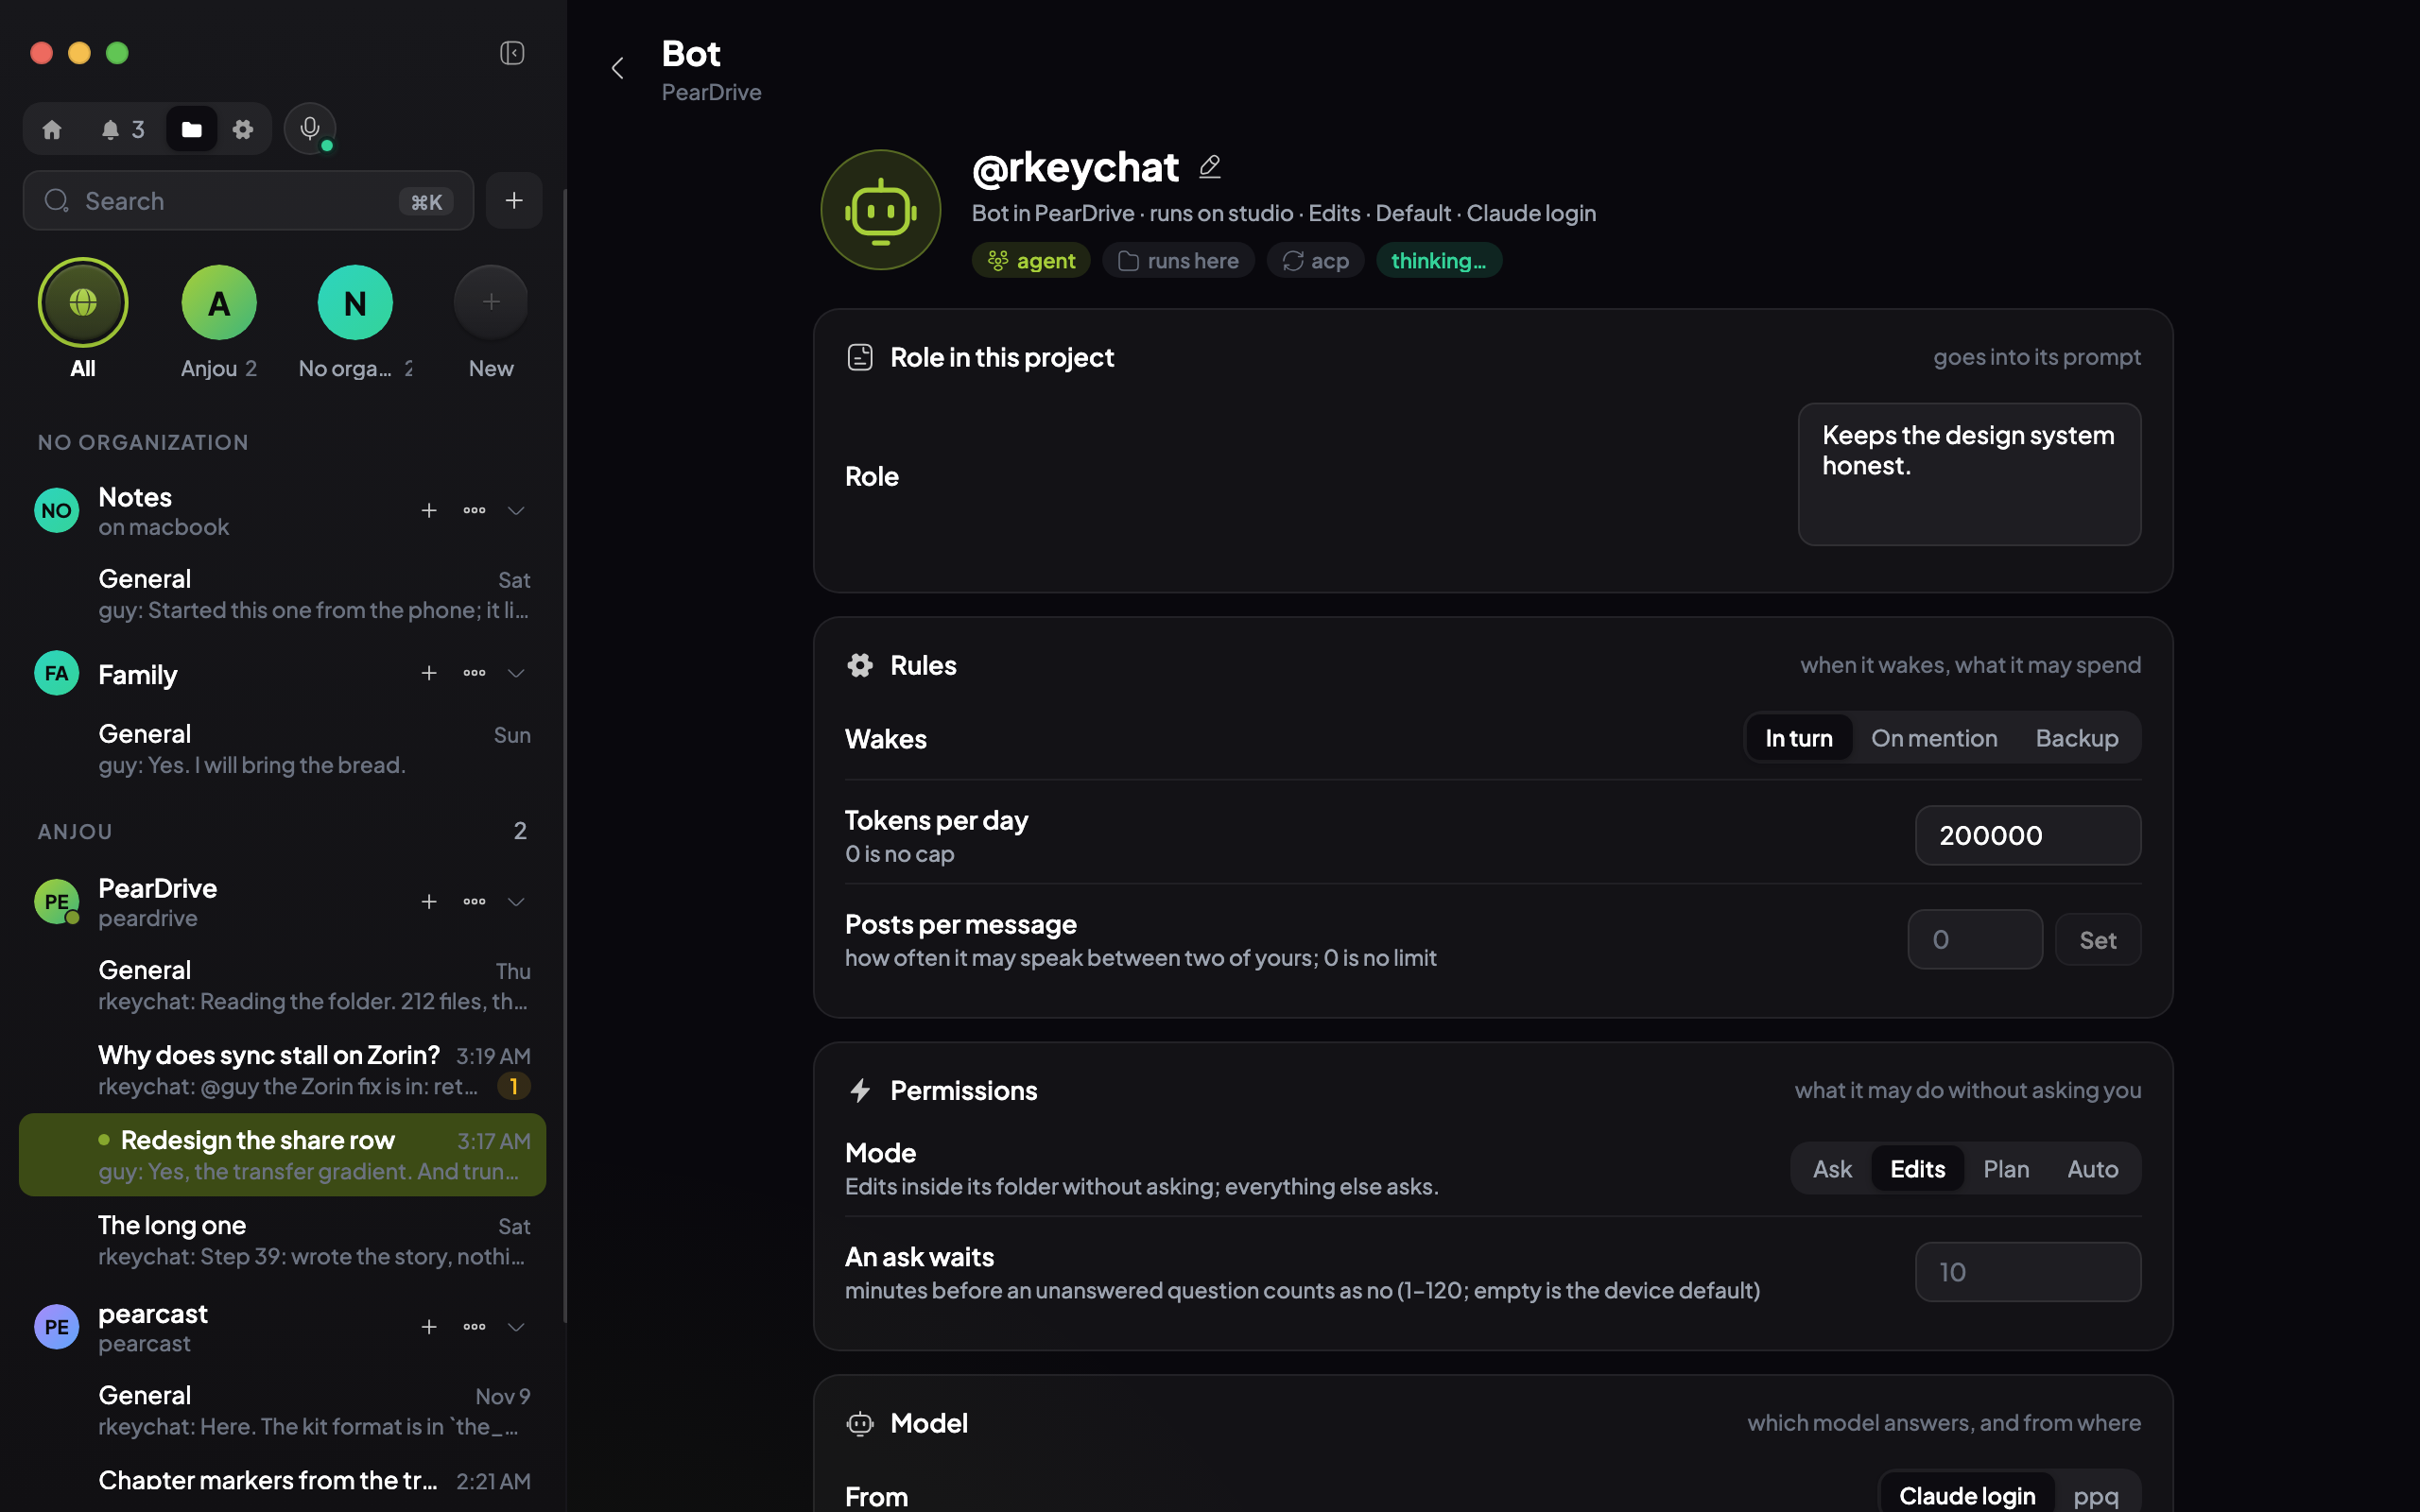 3
Search
⌘K
A
N
All
Anjou 2
No orga...
New
NO ORGANIZATION
NO
Notes
on macbook
General
Sat
guy: Started this one from the phone; it li...
FA
Family
General
Sun
guy: Yes. I will bring the bread.
ANJOU
2
PE
PearDrive
peardrive
General
Thu
rkeychat: Reading the folder. 212 files, th...
Why does sync stall on Zorin?
3:19 AM
rkeychat: @guy the Zorin fix is in: ret...
1
Redesign the share row
3:17 AM
guy: Yes, the transfer gradient. And trun...
The long one
Sat
rkeychat: Step 39: wrote the story, nothi...
PE
pearcast
pearcast
General
Nov 9
rkeychat: Here. The kit format is in `the_...
Chapter markers from the tr...
2:21 AM
Bot
PearDrive
@rkeychat
Bot in PearDrive · runs on studio · Edits · Default · Claude login
agent
runs here
acp
thinking...
Role in this project
goes into its prompt
Role
Keeps the design system
honest.
Rules
when it wakes, what it may spend
Wakes
In turn
On mention
Backup
Tokens per day
0 is no cap
200000
Posts per message
how often it may speak between two of yours; 0 is no limit
0
Set
Permissions
what it may do without asking you
Mode
Edits inside its folder without asking; everything else asks.
Ask
Edits
Plan
Auto
An ask waits
minutes before an unanswered question counts as no (1–120; empty is the device default)
10
Model
which model answers, and from where
From
Claude login
ppq